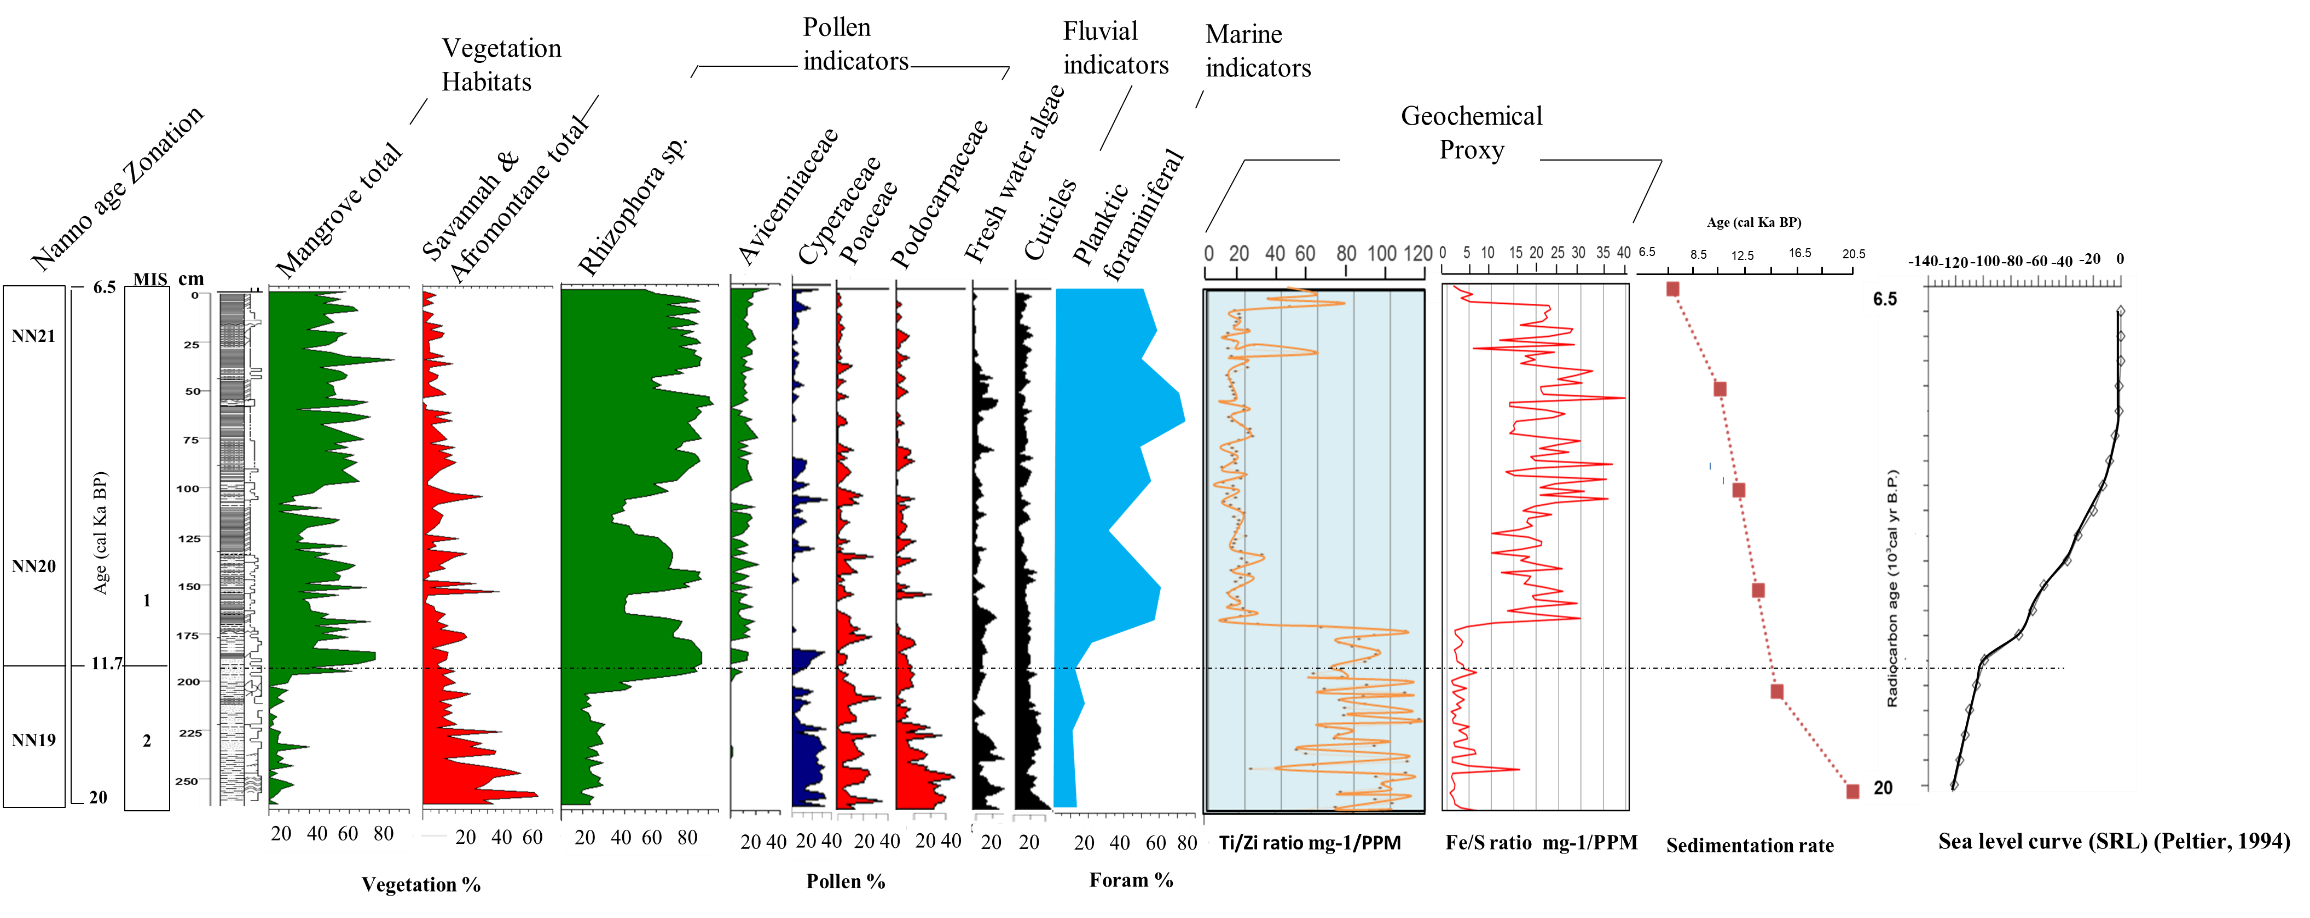 Pollen
indicators
Fluvial
indicators
Marine
indicators
Vegetation
Habitats
Geochemical
Proxy
Nanno age Zonation
Mangrove total
Savannah &
Afromontane total
Rhizophora sp.
Avicenniaceae
Cyperaceae
Poaceae
Podocarpaceae
Fresh water algae
Cuticles
Planktic
foraminiferal
Age (cal Ka BP)
0 20 40 60 80 100 120
0 5 10 15 20 25 30 35 40
6.5 8.5 12.5 16.5 20.5
-140 -120 -100 -80 -60 -40 -20 0
MIS cm
6.5
0
NN21
25
50
75
100
125
NN20
Age (cal Ka BP)
150
1
175
11.7
200
NN19
2
225
250
20
6.5
Radiocarbon age (10³cal yr B.P.)
20
20 40 60 80
20 40 60
20 40 60 80
20 40
20 40
20 40
20 40
20
20
20 40 60 80
Ti/Zi ratio mg-1/PPM
Fe/S ratio mg-1/PPM
Sedimentation rate
Sea level curve (SRL) (Peltier, 1994)
Vegetation %
Pollen %
Foram %